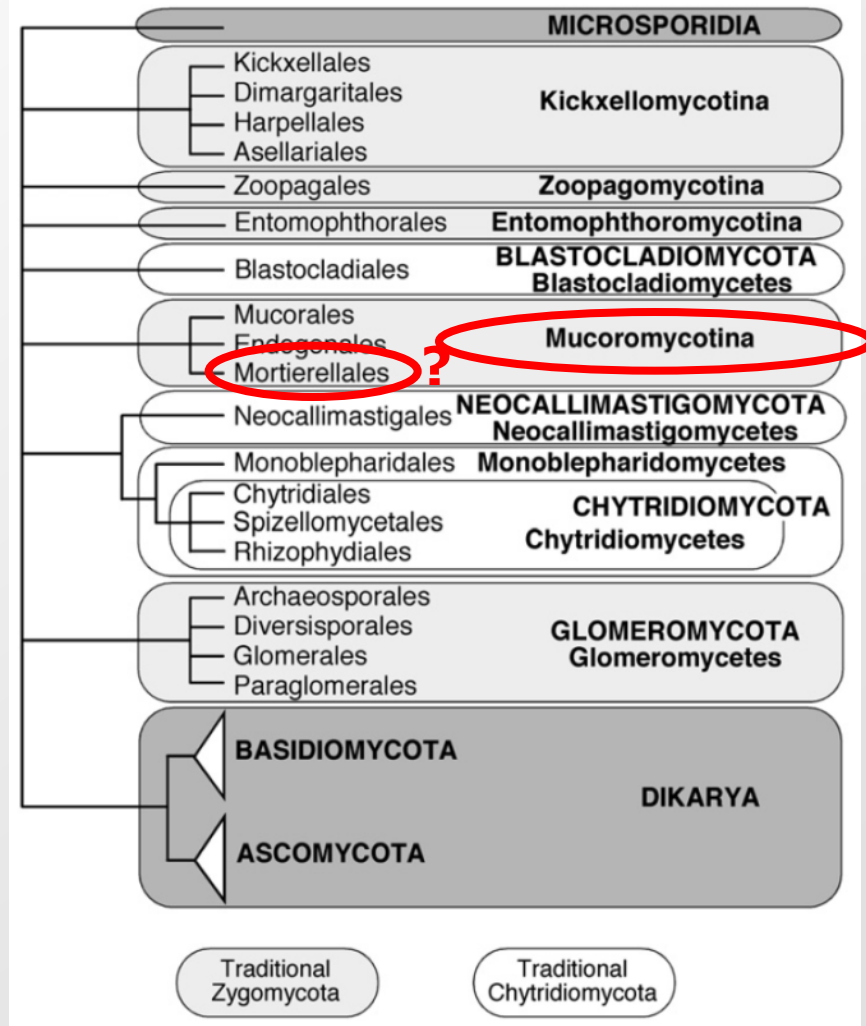 MICROSPORIDIA
Kickxellales
Dimargaritales
Harpellales
Asellariales
Kickxellomycotina
Zoopagales Zoopagomycotina
Entomophthorales Entomophthoromycotina
Blastocladiales
BLASTOCLADIOMYCOTA
Blastocladiomycetes
Mucorales
Endogonales
Mortierellales
?
Mucoromycotina
Neocallimastigales
NEOCALLIMASTIGOMYCOTA
Neocallimastigomycetes
Monoblepharidales Monoblepharidomycetes
Chytridiales
Spizellomycetales
Rhizophydiales
CHYTRIDIOMYCOTA
Chytridiomycetes
Archaeosporales
Diversisporales
Glomerales
Paraglomerales
GLOMEROMYCOTA
Glomeromycetes
BASIDIOMYCOTA
ASCOMYCOTA
DIKARYA
Traditional
Zygomycota
Traditional
Chytridiomycota